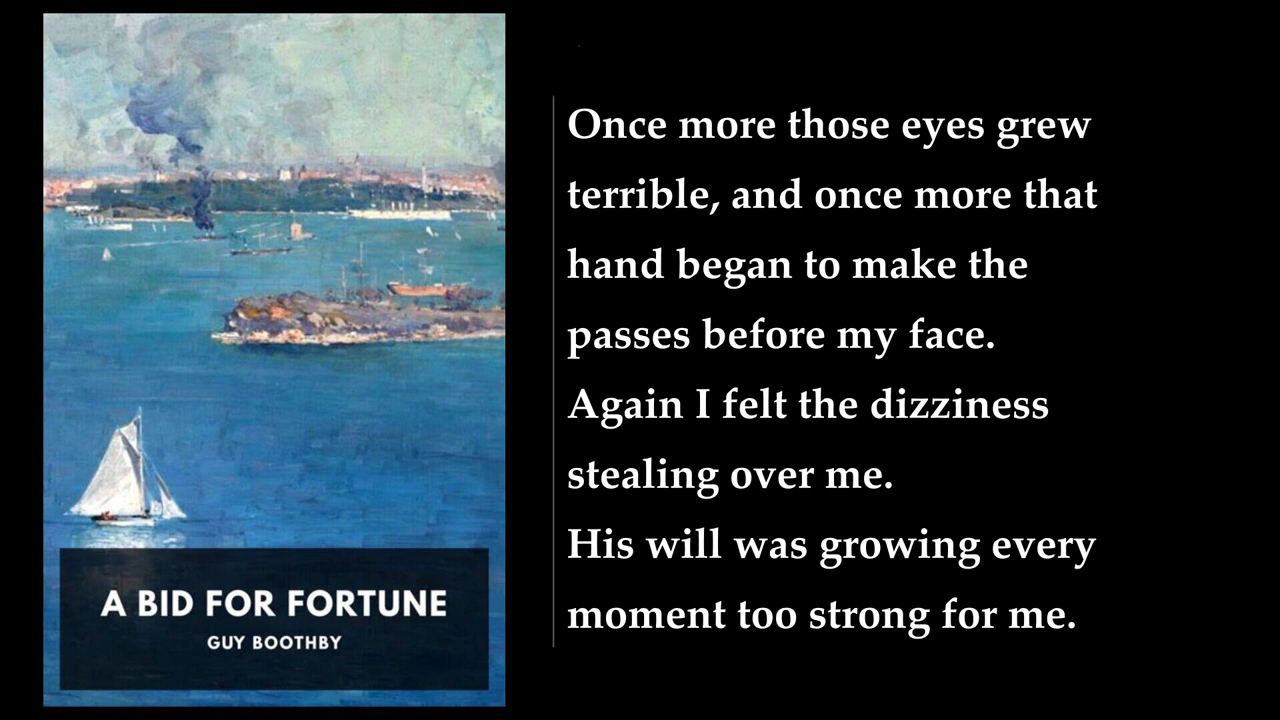 A BID FOR FORTUNE
GUY BOOTHBY
Once more those eyes grew
terrible, and once more that
hand began to make the
passes before my face.
Again I felt the dizziness
stealing over me.
His will was growing every
moment too strong for me.